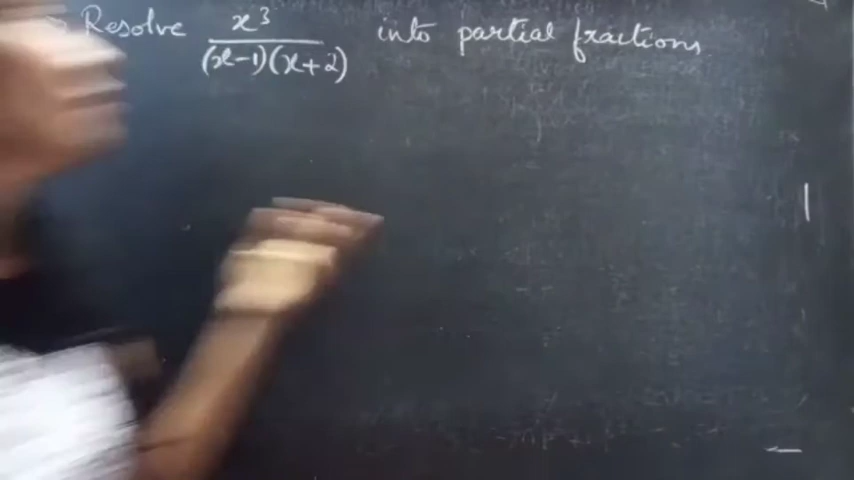 Resolve x³/((x-1)(x+2)) into partial fractions